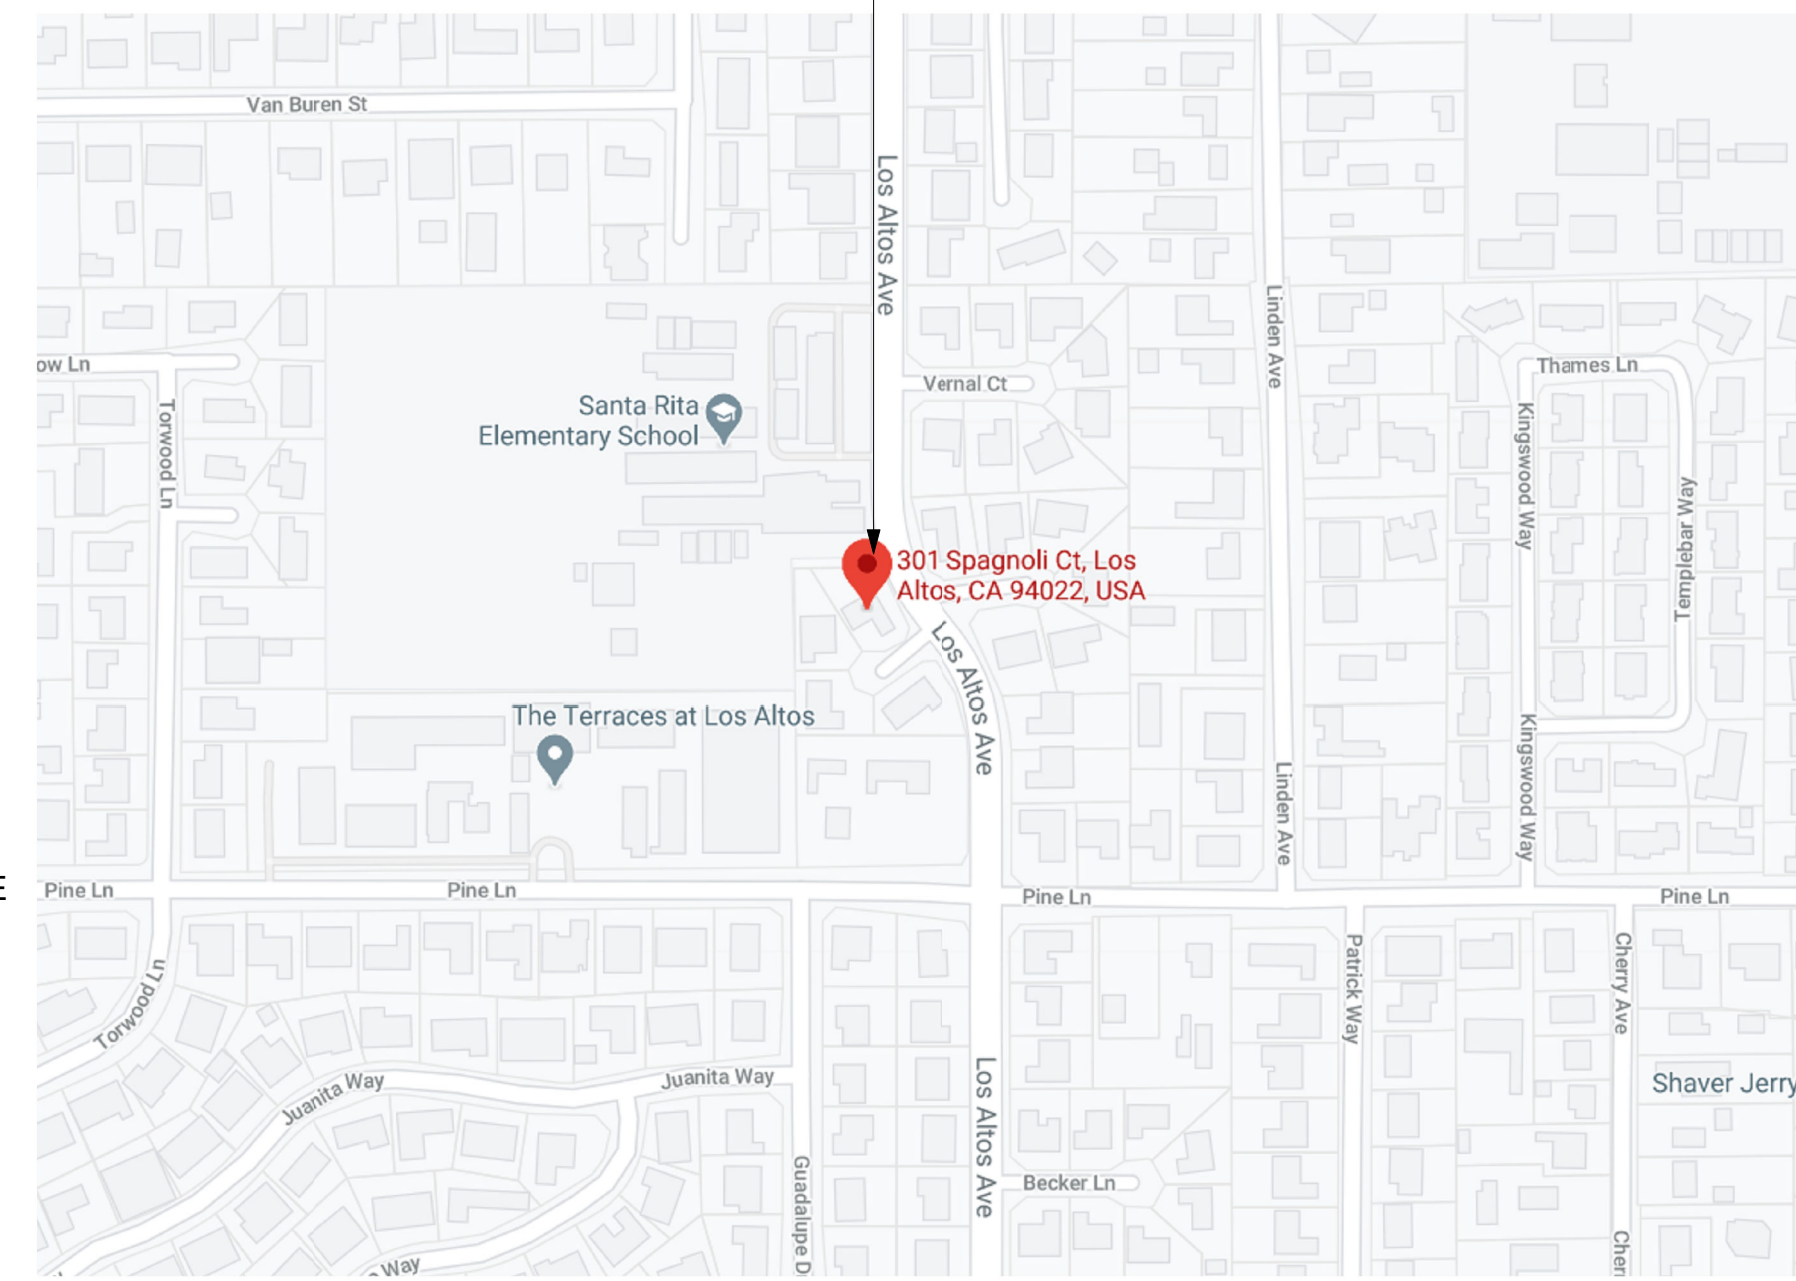 Van Buren St
Los Altos Ave
Linden Ave
ow Ln
Thames Ln
Vernal Ct
Torwood Ln
Santa Rita
Elementary School
Kingswood Way
Templebar Way
301 Spagnoli Ct, Los
Altos, CA 94022, USA
Los Altos Ave
The Terraces at Los Altos
Linden Ave
Kingswood Way
E
Pine Ln
Pine Ln
Pine Ln
Pine Ln
Torwood Ln
Patrick Way
Cherry Ave
Juanita Way
Juanita Way
Los Altos Ave
Shaver Jerry
Guadalupe D
Becker Ln
Cher
Way